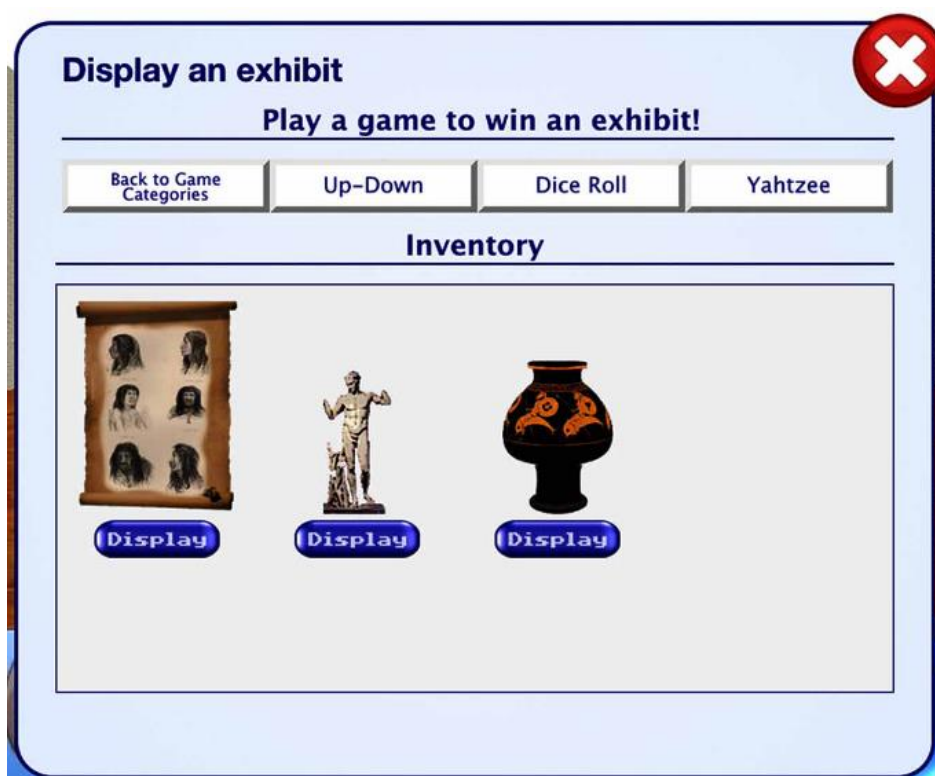 Display an exhibit
Play a game to win an exhibit!
Back to Game
Categories
Up-Down
Dice Roll
Yahtzee
Inventory
Display
Display
Display